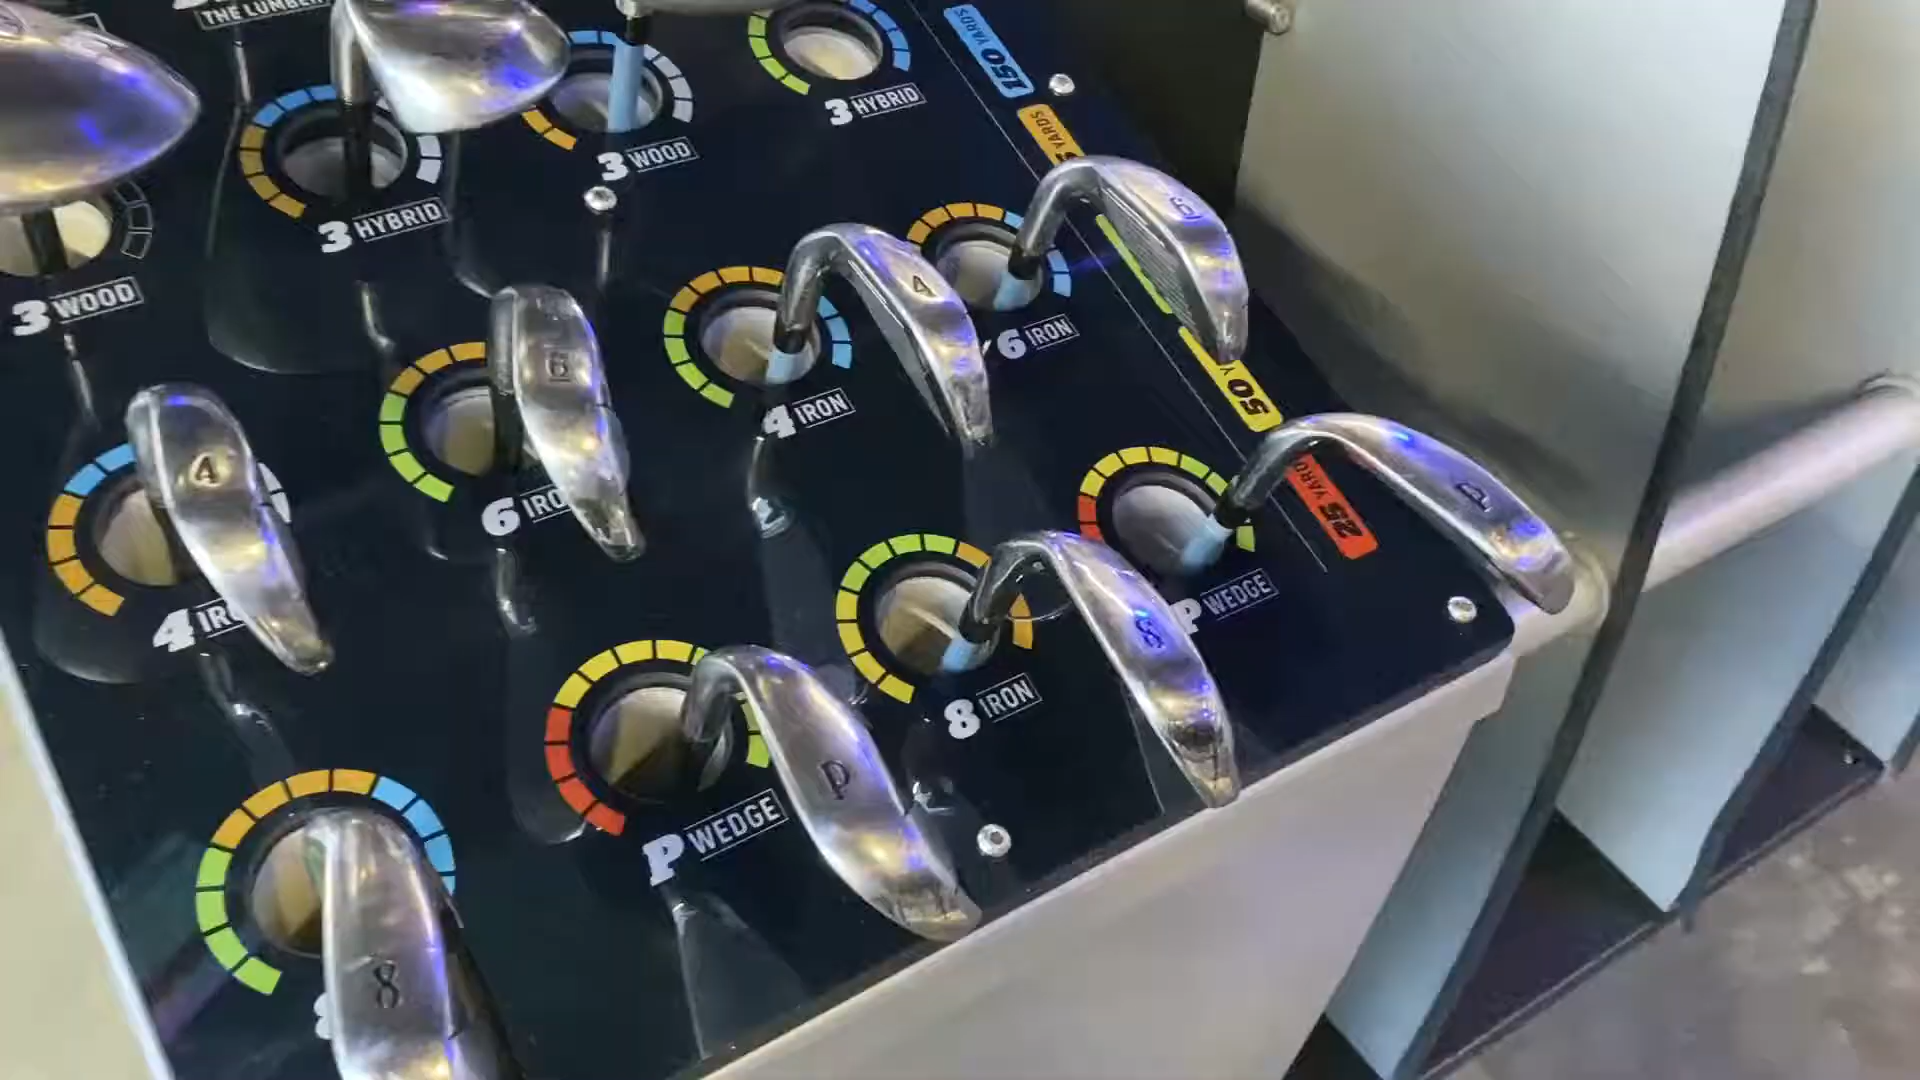 THE LUMBER
3 HYBRID
150 YARDS
3 WOOD
YARDS
3 HYBRID
3 WOOD
6
4
6 IRON
6
4 IRON
50 Y
4
6 IRO
P
25 YARD
4 IR
8
P WEDGE
8 IRON
P
P WEDGE
8